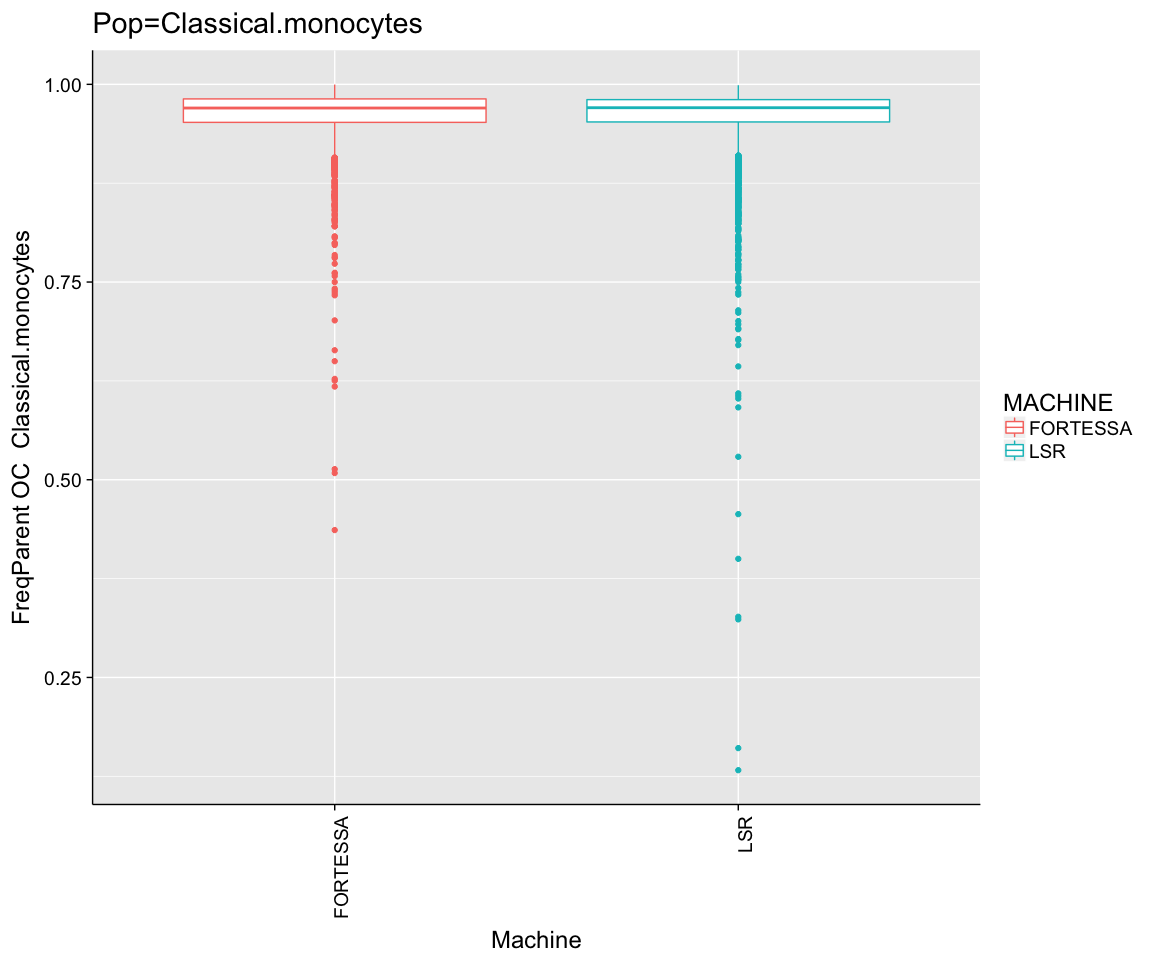 Pop=Classical.monocytes
FreqParent OC  Classical.monocytes
1.00
0.75
0.50
0.25
FORTESSA
LSR
Machine
MACHINE
FORTESSA
LSR